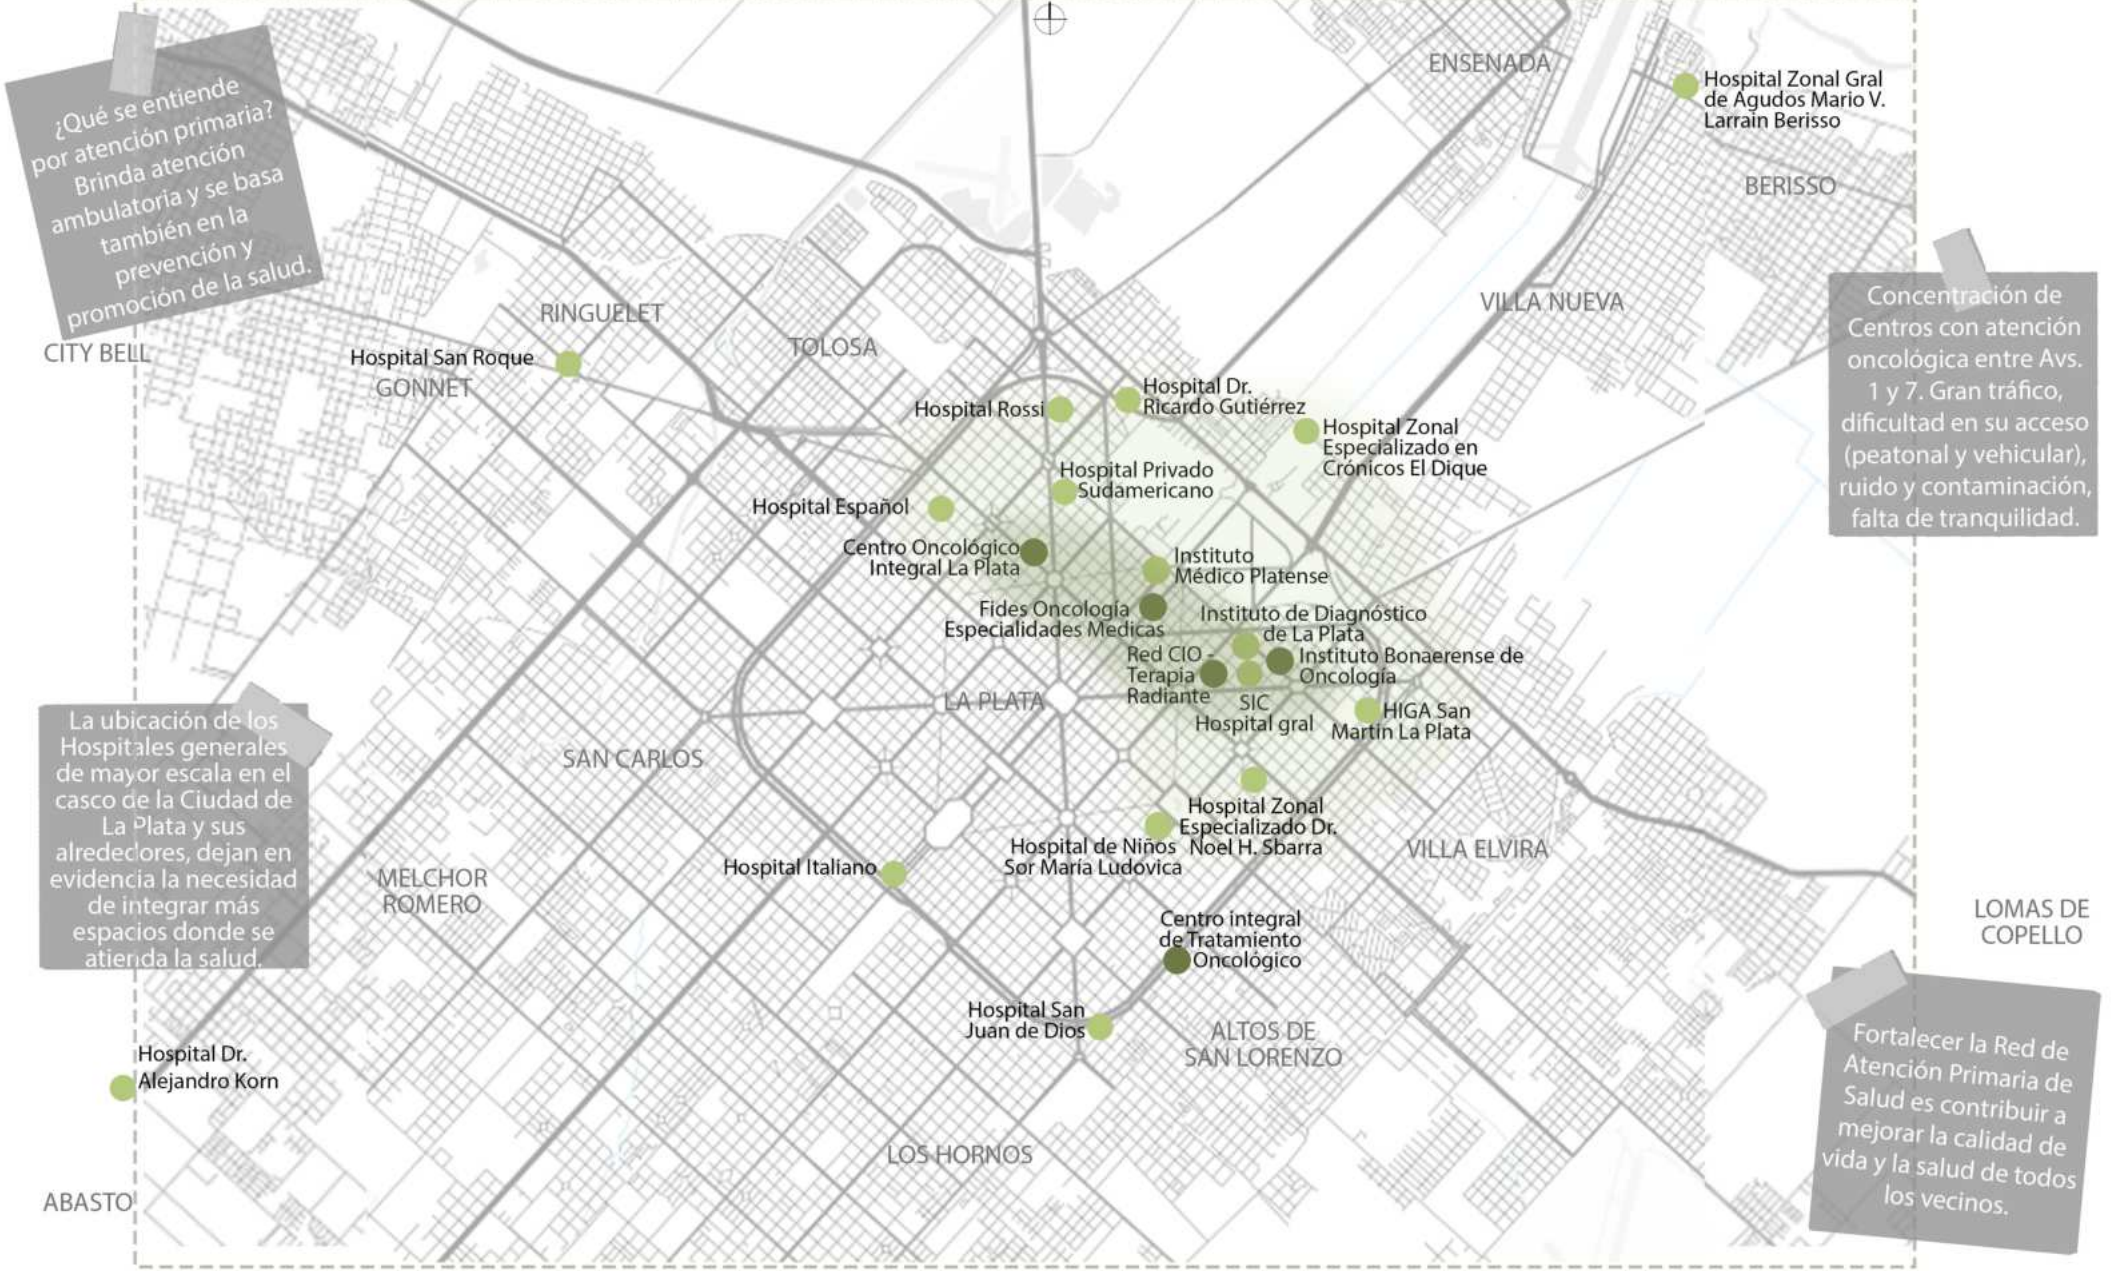 ¿Qué se entiende
por atención primaria?
Brinda atención
ambulatoria y se basa
también en la
prevención y
promoción de la salud.
CITY BELL
ENSENADA
Hospital Zonal Gral
de Agudos Mario V.
Larrain Berisso
BERISSO
VILLA NUEVA
RINGUELET
TOLOSA
Hospital San Roque
GONNET
Concentración de
Centros con atención
oncológica entre Avs.
1 y 7. Gran tráfico,
dificultad en su acceso
(peatonal y vehicular),
ruido y contaminación,
falta de tranquilidad.
Hospital Rossi
Hospital Dr.
Ricardo Gutiérrez
Hospital Zonal
Especializado en
Crónicos El Dique
Hospital Privado
Sudamericano
Hospital Español
Centro Oncológico
Integral La Plata
Instituto
Médico Platense
Fides Oncología
Especialidades Medicas
Instituto de Diagnóstico
de La Plata
Red CIO -
Terapia
Radiante
Instituto Bonaerense de
Oncología
SIC
Hospital gral
HIGA San
Martín La Plata
LA PLATA
SAN CARLOS
La ubicación de los
Hospitales generales
de mayor escala en el
casco de la Ciudad de
La Plata y sus
alrededores, dejan en
evidencia la necesidad
de integrar más
espacios donde se
atienda la salud.
Hospital Zonal
Especializado Dr.
Noel H. Sbarra
Hospital de Niños
Sor María Ludovica
Hospital Italiano
VILLA ELVIRA
MELCHOR
ROMERO
LOMAS DE
COPELLO
Centro integral
de Tratamiento
Oncológico
Hospital San
Juan de Dios
ALTOS DE
SAN LORENZO
Hospital Dr.
Alejandro Korn
LOS HORNOS
ABASTO
Fortalecer la Red de
Atención Primaria de
Salud es contribuir a
mejorar la calidad de
vida y la salud de todos
los vecinos.